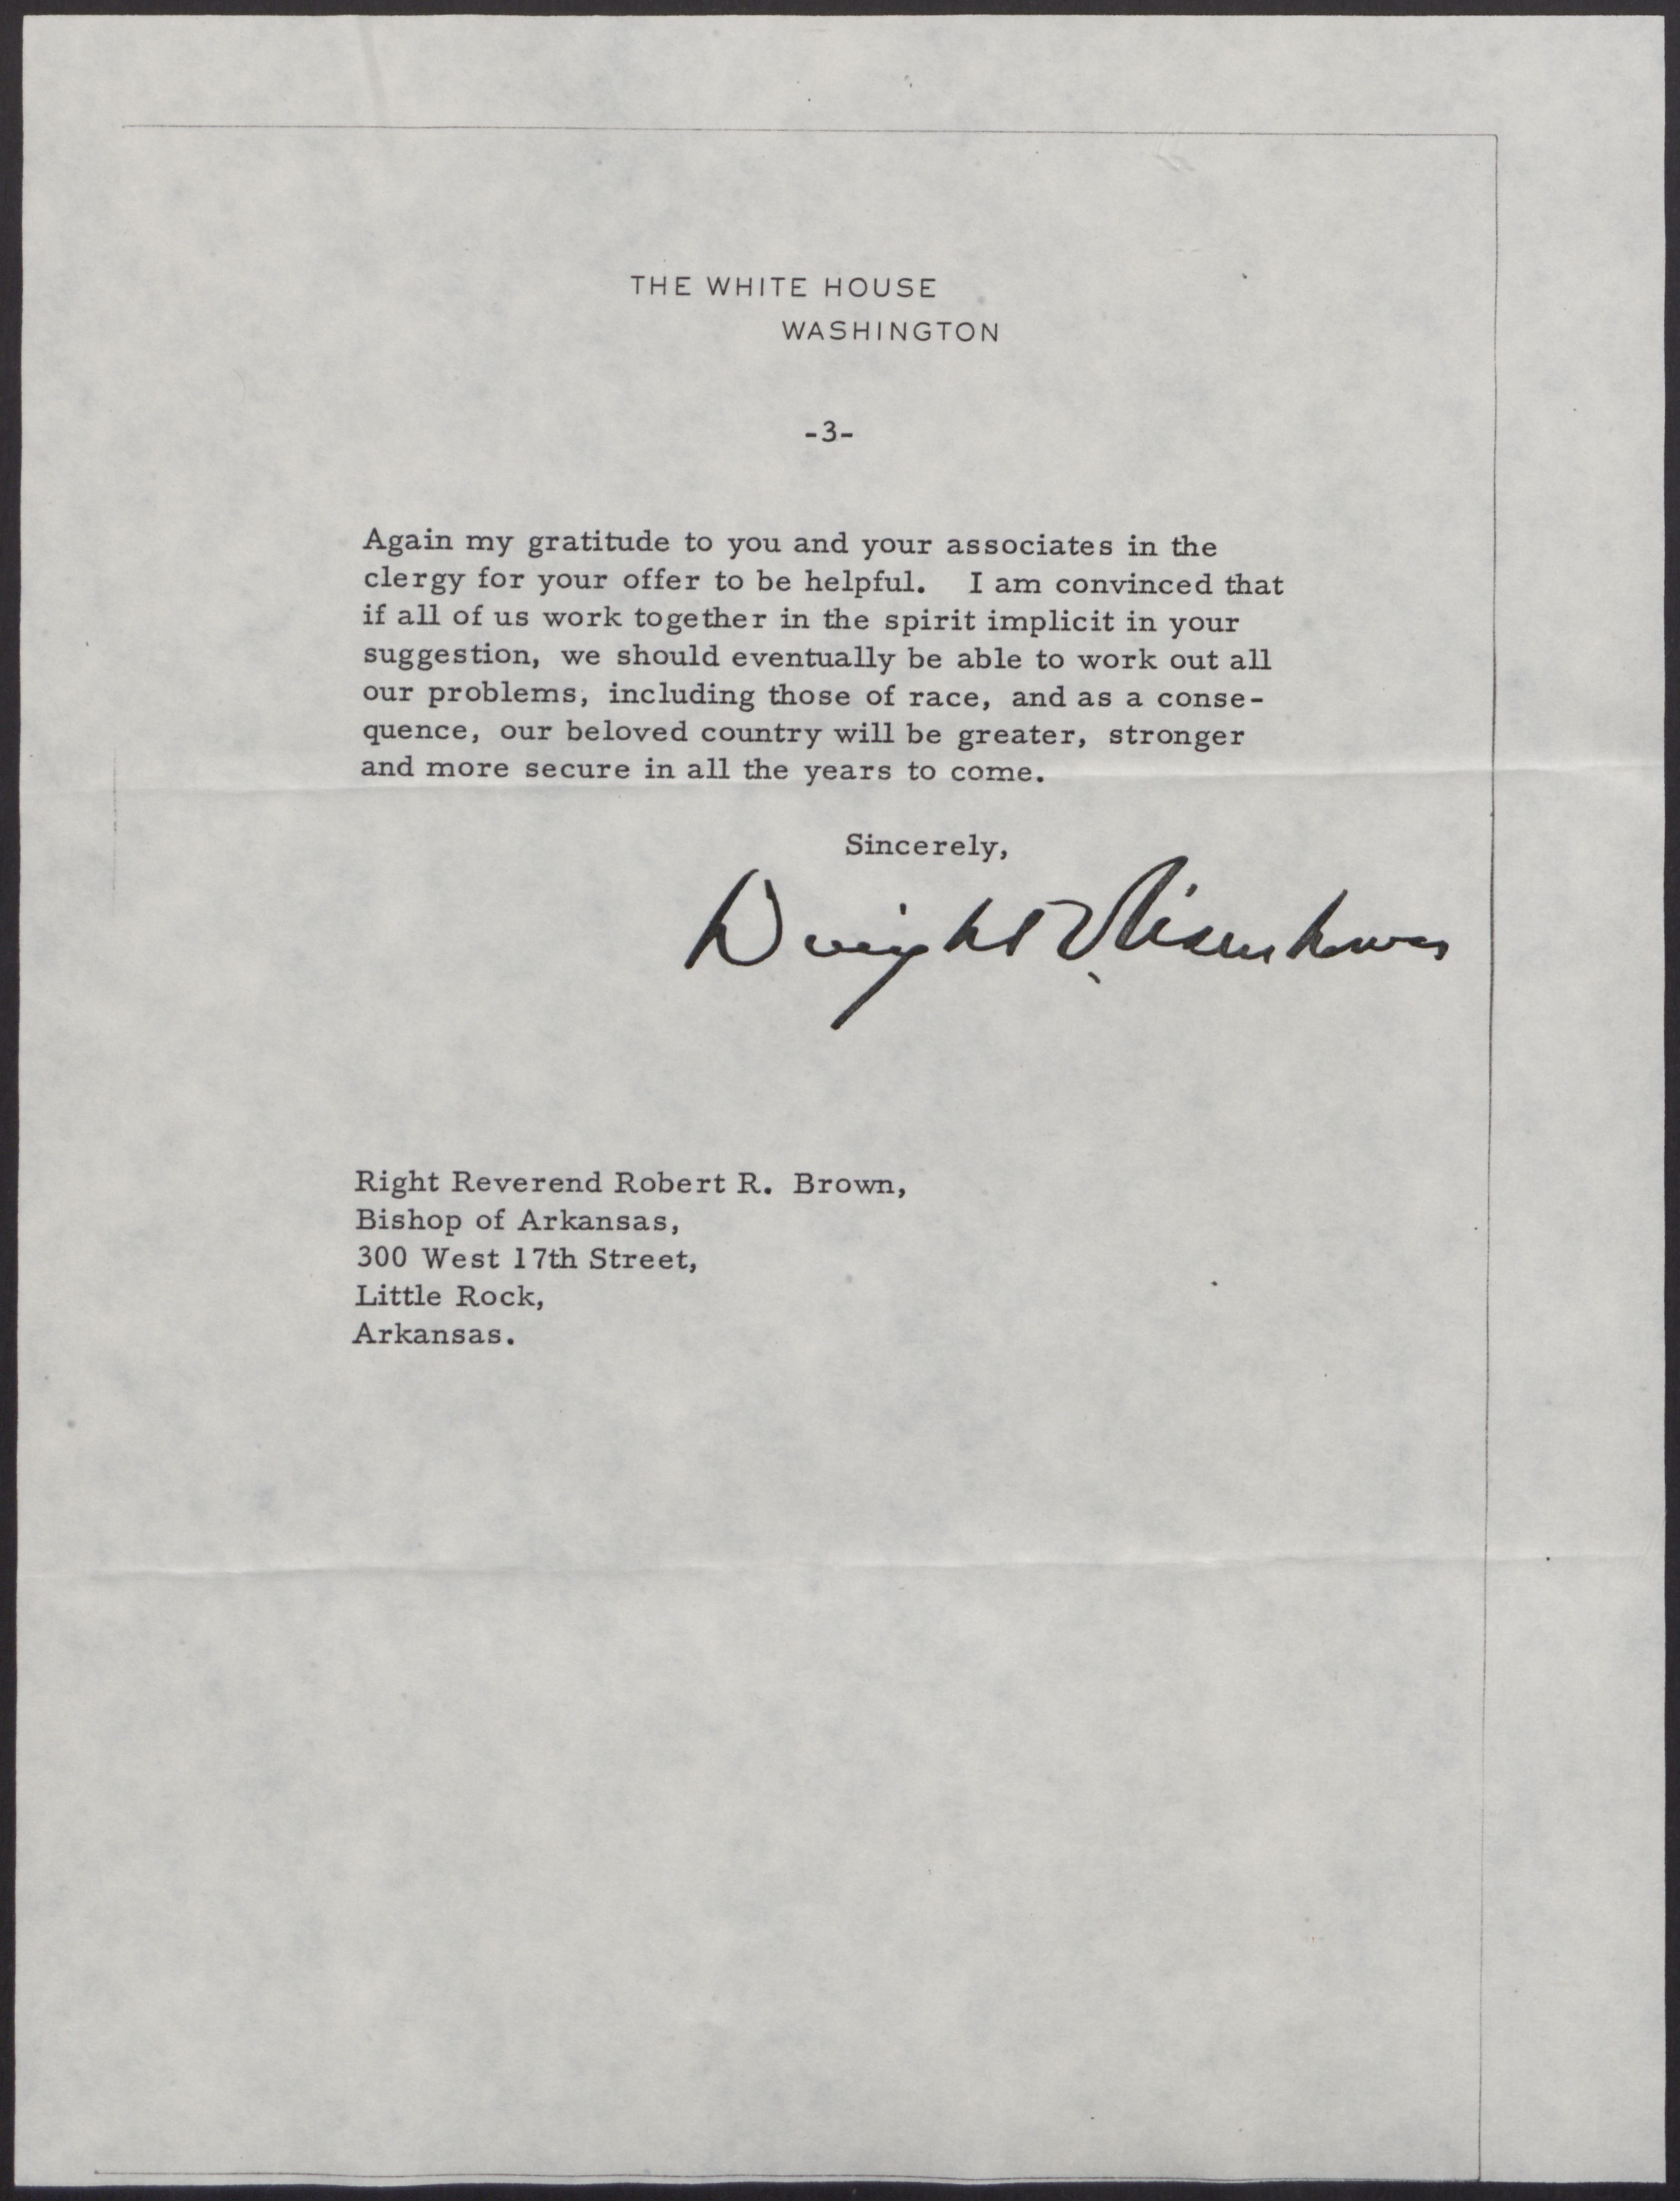 THE WHITE HOUSE
WASHINGTON
-3-
Again my gratitude to you and your associates in the
clergy for your offer to be helpful. I am convinced that
if all of us work together in the spirit implicit in your
suggestion, we should eventually be able to work out all
our problems, including those of race, and as a conse-
quence, our beloved country will be greater, stronger
and more secure in all the years to come.
Sincerely,
Dwight D Eisenhower
Right Reverend Robert R. Brown,
Bishop of Arkansas,
300 West 17th Street,
Little Rock,
Arkansas.